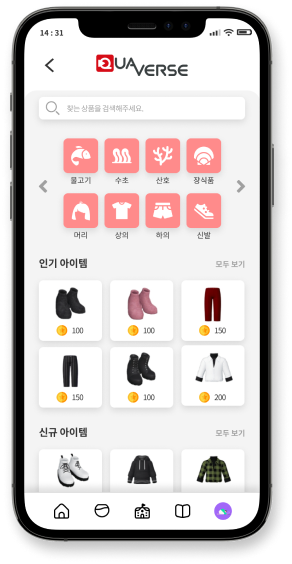 14:31
QUAVERSE
찾는 상품을 검색해주세요.
물고기 수초 산호 장식품
머리 상의 하의 신발
인기 아이템 모두 보기
100 100 150
150 100 200
신규 아이템 모두 보기